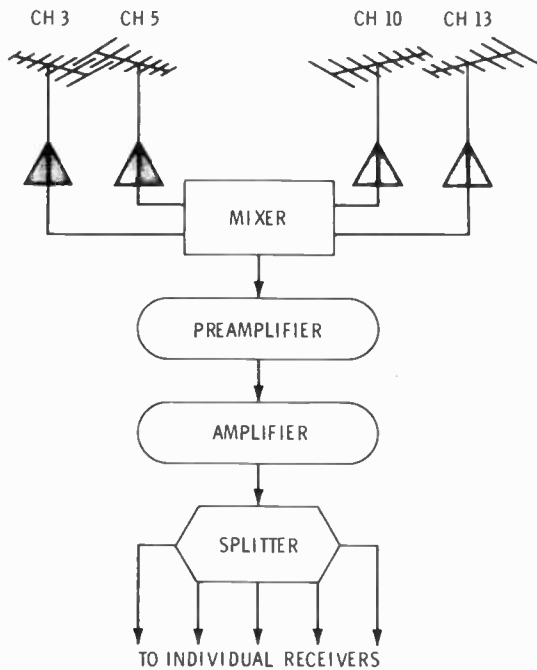 CH 3 CH 5 CH 10 CH 13
MIXER
PREAMPLIFIER
AMPLIFIER
SPLITTER
TO INDIVIDUAL RECEIVERS